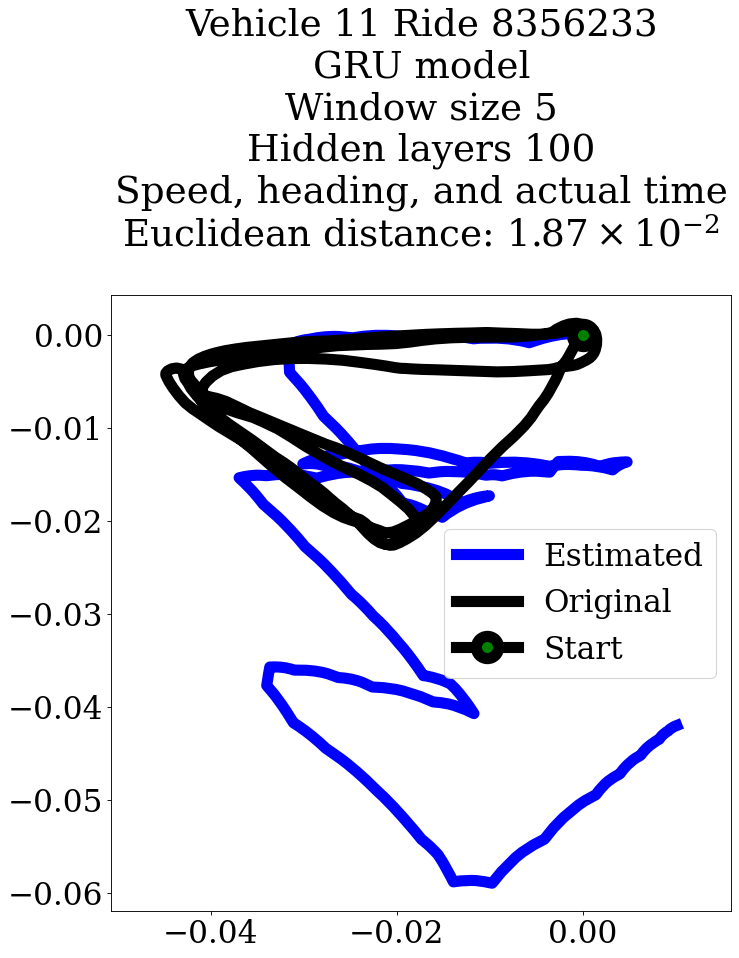 Vehicle 11 Ride 8356233
GRU model
Window size 5
Hidden layers 100
Speed, heading, and actual time
Euclidean distance: 1.87 × 10⁻²
0.00
−0.01
−0.02
−0.03
−0.04
−0.05
−0.06
Estimated
Original
Start
−0.04 −0.02 0.00